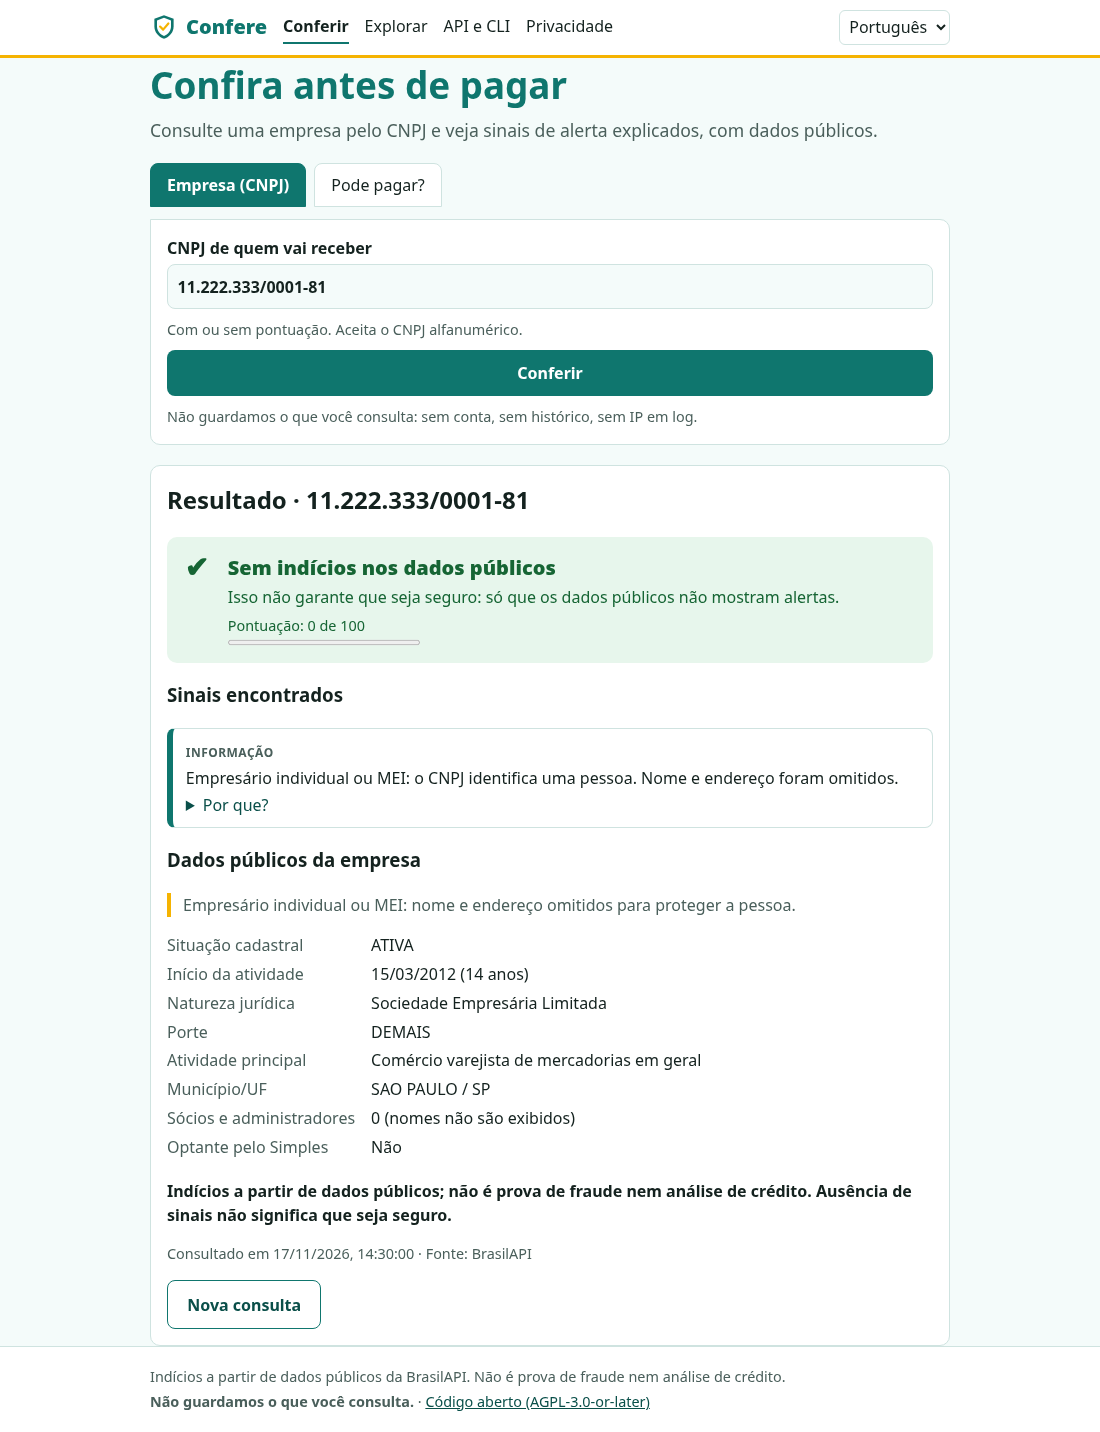 Confere
Conferir
Explorar
API e CLI
Privacidade
Português
Confira antes de pagar
Consulte uma empresa pelo CNPJ e veja sinais de alerta explicados, com dados públicos.
Empresa (CNPJ)
Pode pagar?
CNPJ de quem vai receber
11.222.333/0001-81
Com ou sem pontuação. Aceita o CNPJ alfanumérico.
Conferir
Não guardamos o que você consulta: sem conta, sem histórico, sem IP em log.
Resultado · 11.222.333/0001-81
✔ Sem indícios nos dados públicos
Isso não garante que seja seguro: só que os dados públicos não mostram alertas.
Pontuação: 0 de 100
Sinais encontrados
INFORMAÇÃO
Empresário individual ou MEI: o CNPJ identifica uma pessoa. Nome e endereço foram omitidos.
▶ Por que?
Dados públicos da empresa
Empresário individual ou MEI: nome e endereço omitidos para proteger a pessoa.
Situação cadastral ATIVA
Início da atividade 15/03/2012 (14 anos)
Natureza jurídica Sociedade Empresária Limitada
Porte DEMAIS
Atividade principal Comércio varejista de mercadorias em geral
Município/UF SAO PAULO / SP
Sócios e administradores 0 (nomes não são exibidos)
Optante pelo Simples Não
Indícios a partir de dados públicos; não é prova de fraude nem análise de crédito. Ausência de
sinais não significa que seja seguro.
Consultado em 17/11/2026, 14:30:00 · Fonte: BrasilAPI
Nova consulta
Indícios a partir de dados públicos da BrasilAPI. Não é prova de fraude nem análise de crédito.
Não guardamos o que você consulta. · Código aberto (AGPL-3.0-or-later)